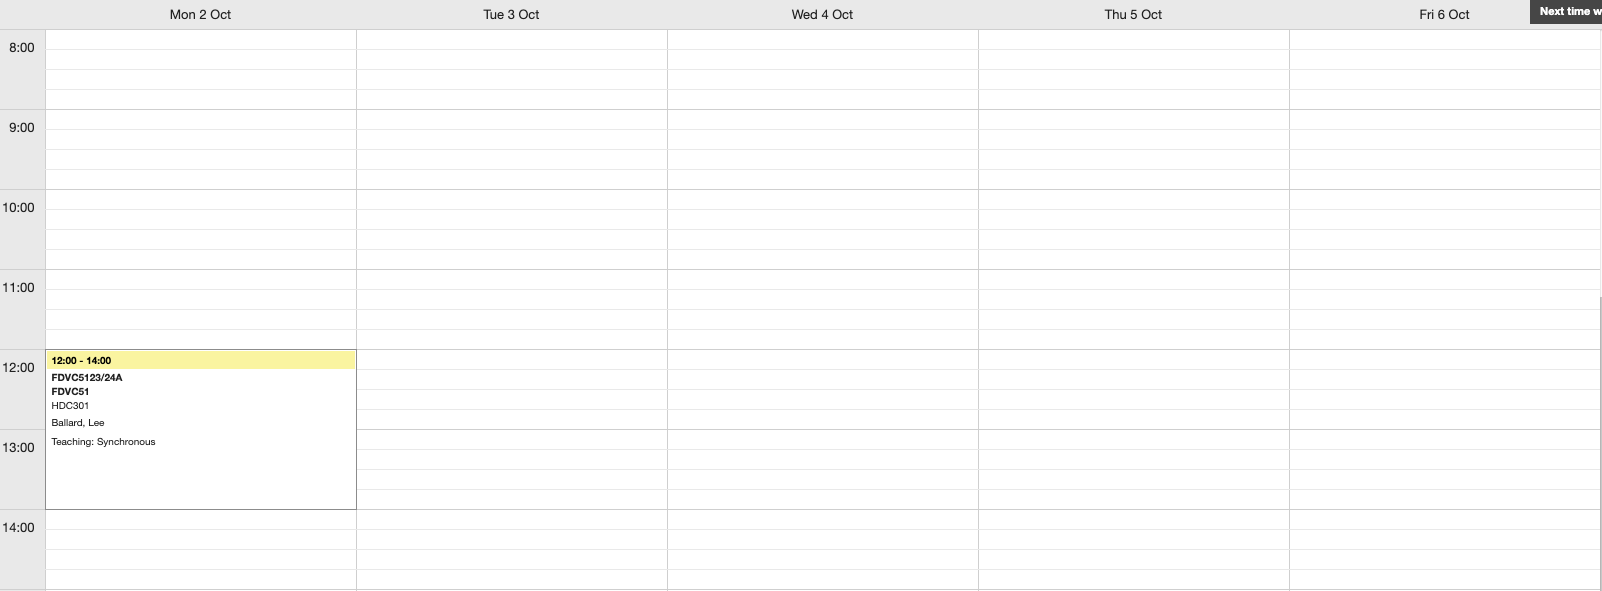 Mon 2 Oct
Tue 3 Oct
Wed 4 Oct
Thu 5 Oct
Fri 6 Oct
Next time w
8:00
9:00
10:00
11:00
12:00
12:00 - 14:00
FDVC5123/24A
FDVC51
HDC301
Ballard, Lee
Teaching: Synchronous
13:00
14:00